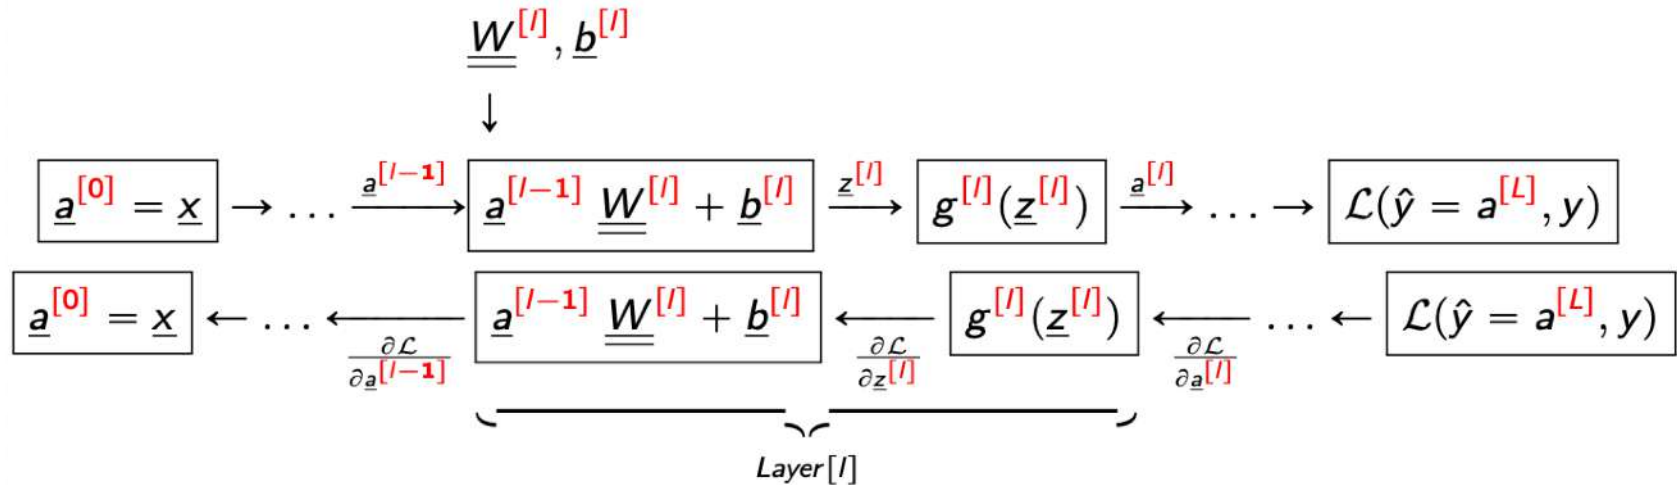 W^[l], b^[l]
↓
a^[0] = x → … a^[l−1] → a^[l−1] W^[l] + b^[l] z^[l] → g^[l](z^[l]) a^[l] → … → ℒ(ŷ = a^[L], y)
a^[0] = x ← … ← ∂ℒ/∂a^[l−1] a^[l−1] W^[l] + b^[l] ← ∂ℒ/∂z^[l] g^[l](z^[l]) ← ∂ℒ/∂a^[l] … ← ℒ(ŷ = a^[L], y)
Layer[l]